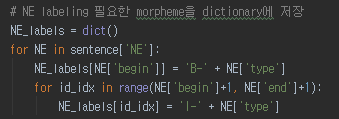 # NE labeling 필요한 morpheme을 dictionary에 저장
NE_labels = dict()
for NE in sentence['NE']:
    NE_labels[NE['begin']] = 'B-' + NE['type']
    for id_idx in range(NE['begin']+1, NE['end']+1):
        NE_labels[id_idx] = 'I-' + NE['type']